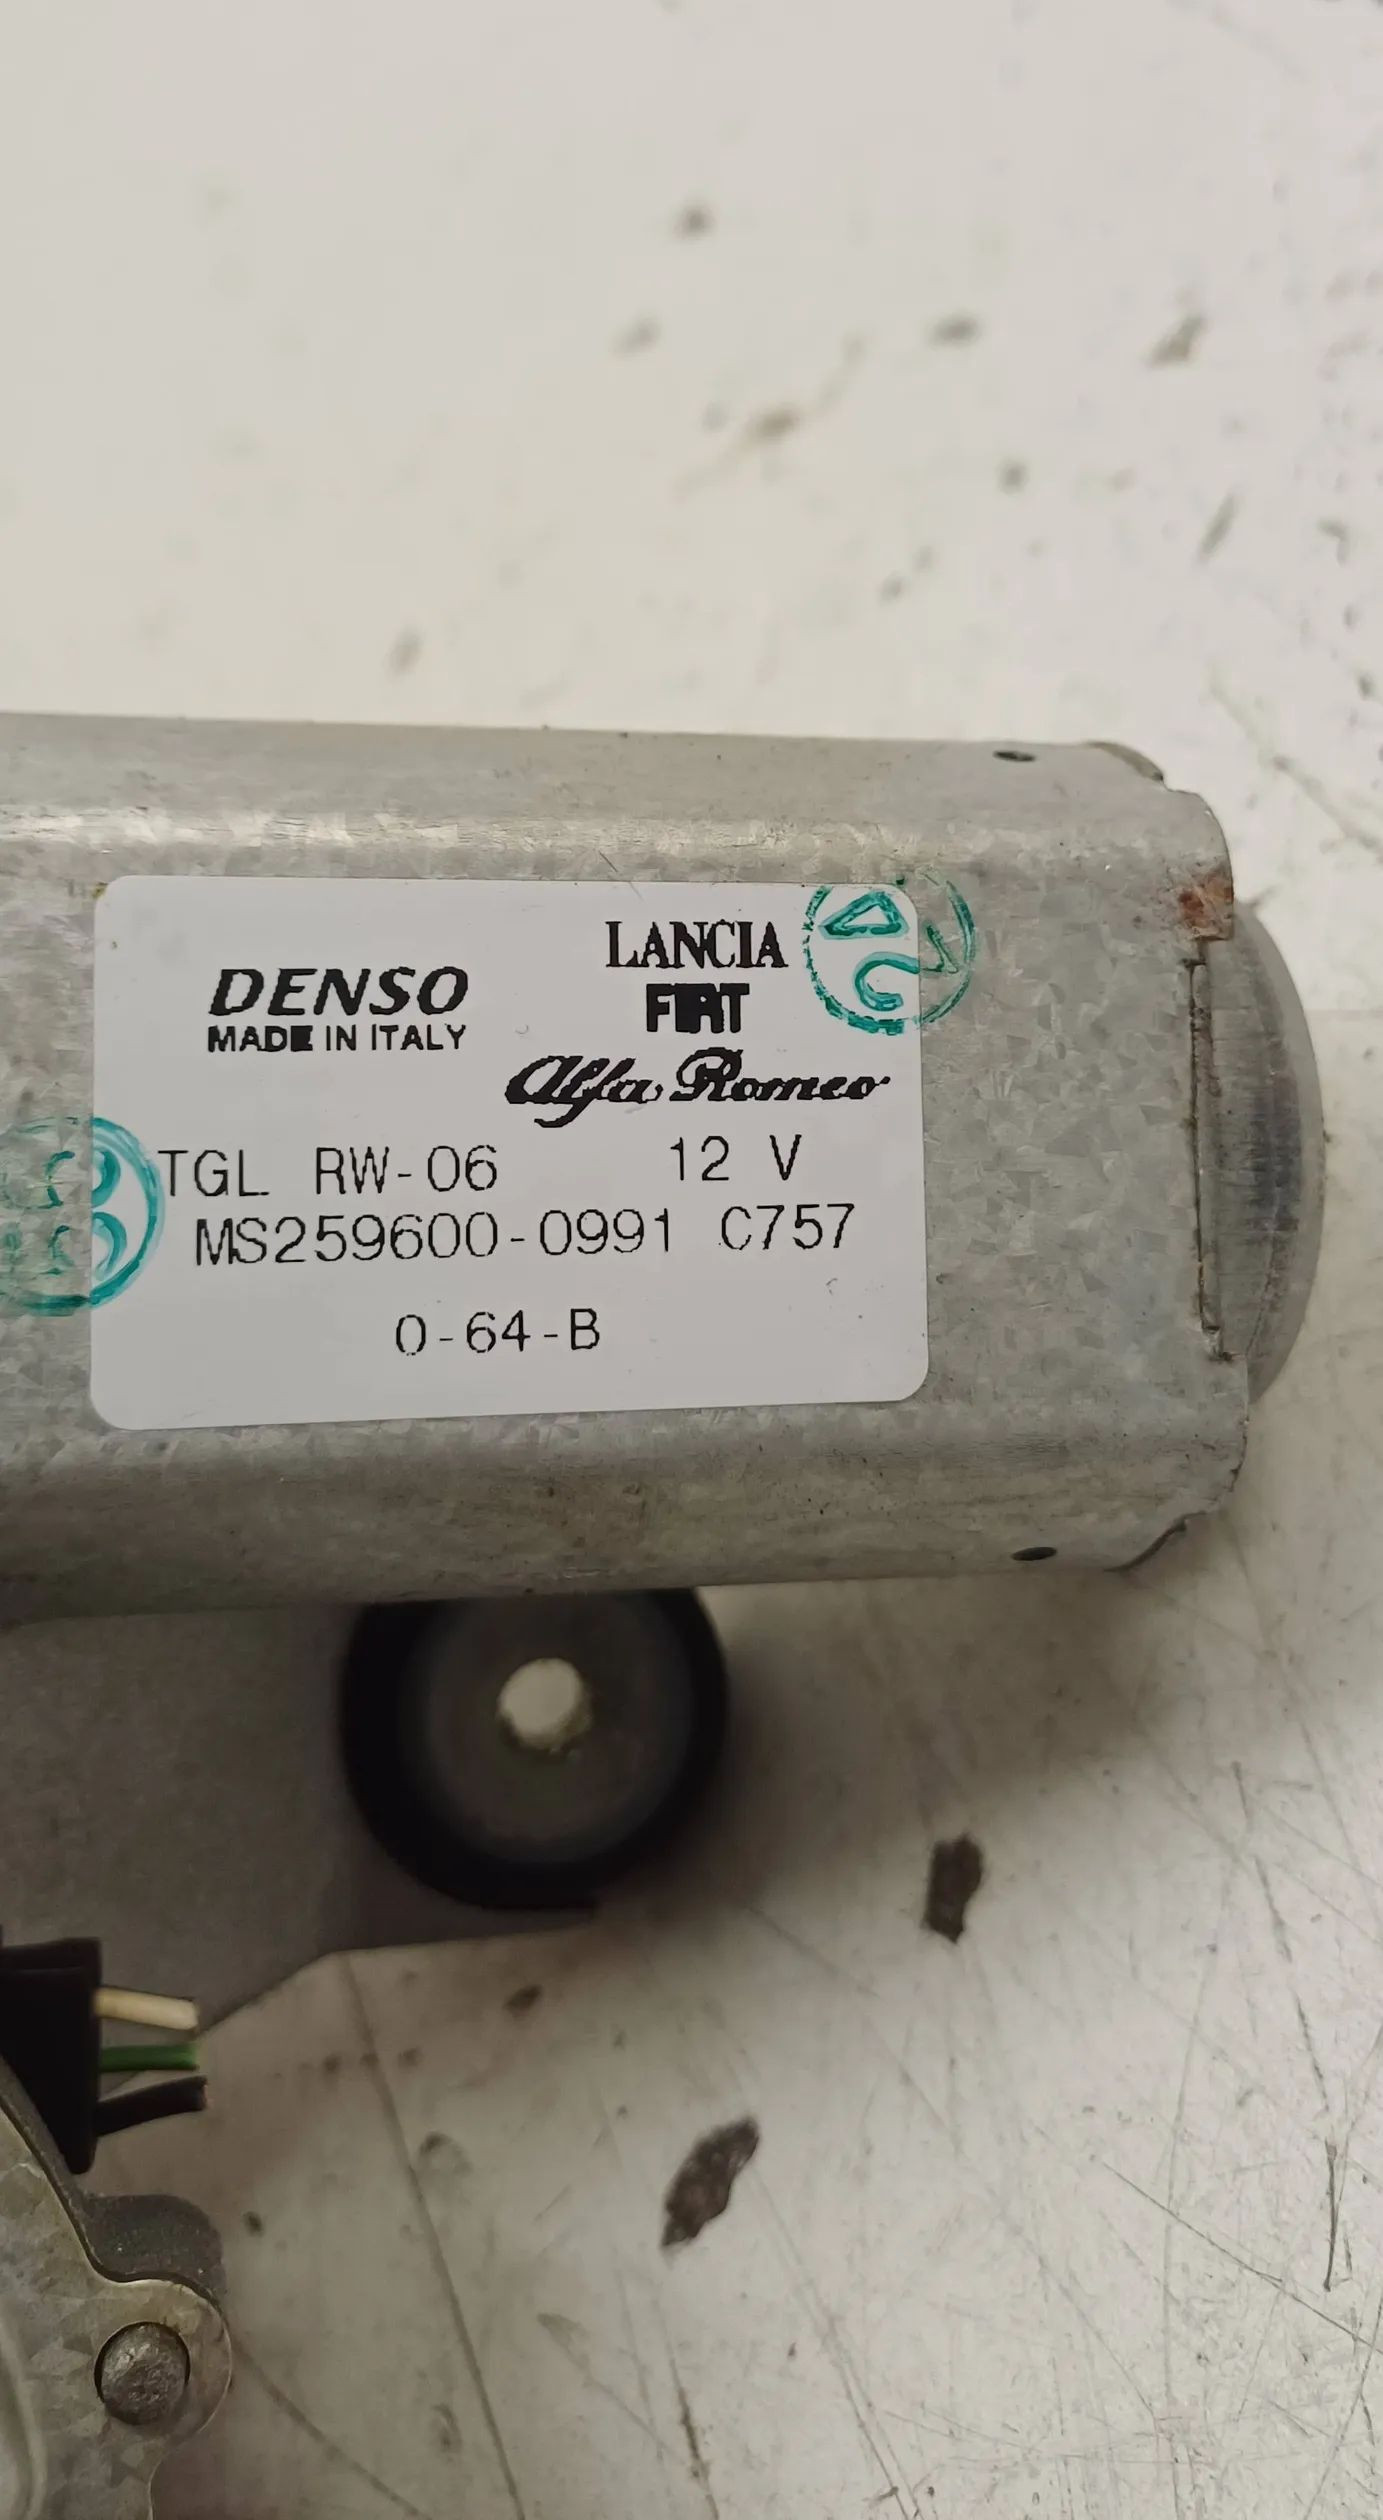 DENSO
MADE IN ITALY
LANCIA
FIAT
Alfa Romeo
TGL RW-06 12 V
MS259600-0991 C757
0-64-B